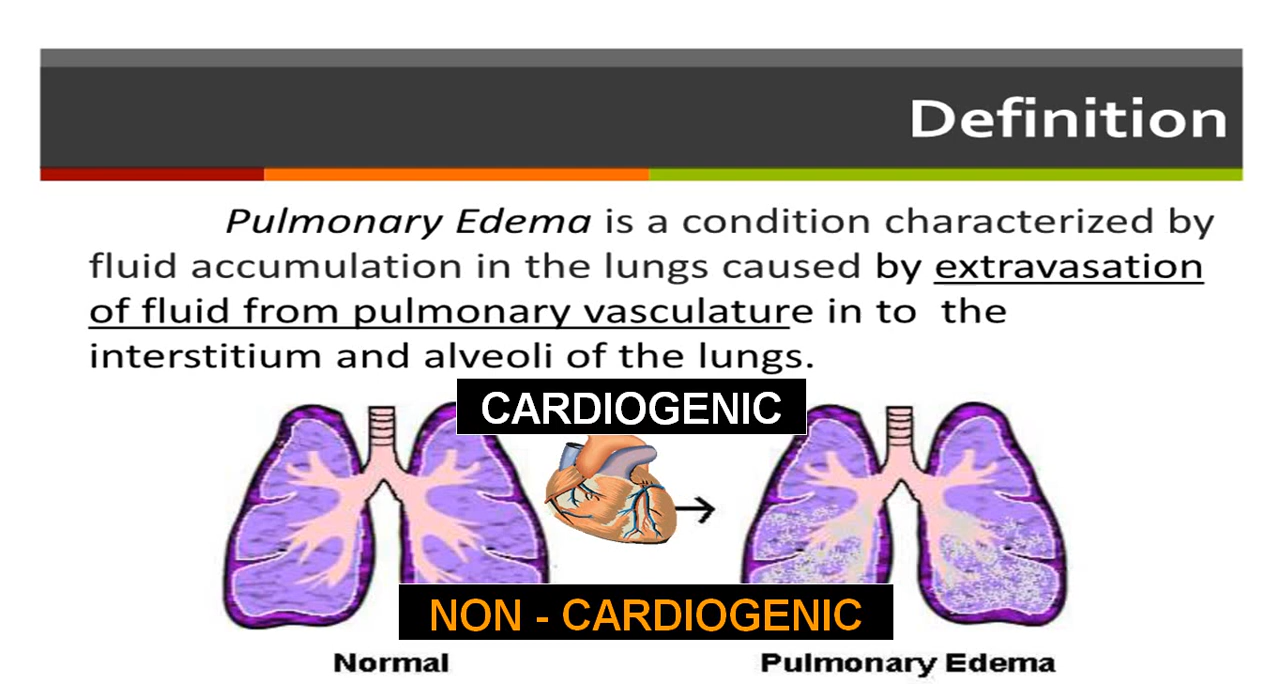 Definition
Pulmonary Edema is a condition characterized by
fluid accumulation in the lungs caused by extravasation
of fluid from pulmonary vasculature in to the
interstitium and alveoli of the lungs.
CARDIOGENIC
NON - CARDIOGENIC
Normal
Pulmonary Edema